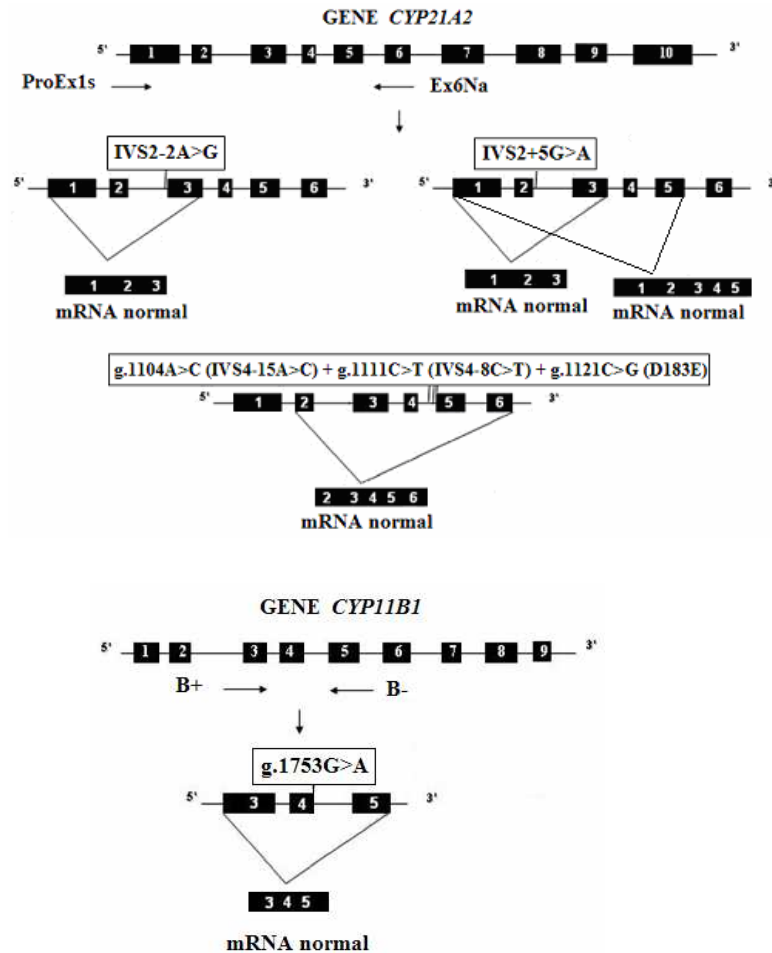 GENE CYP21A2
5' 1 2 3 4 5 6 7 8 9 10 3'
ProEx1s Ex6Na
IVS2-2A>G
5' 1 2 3 4 5 6 3'
1 2 3
mRNA normal
IVS2+5G>A
5' 1 2 3 4 5 6 3'
1 2 3
mRNA normal
1 2 3 4 5
mRNA normal
g.1104A>C (IVS4-15A>C) + g.1111C>T (IVS4-8C>T) + g.1121C>G (D183E)
5' 1 2 3 4 5 6 3'
2 3 4 5 6
mRNA normal
GENE CYP11B1
5' 1 2 3 4 5 6 7 8 9 3'
B+ B-
g.1753G>A
5' 3 4 5 3'
3 4 5
mRNA normal